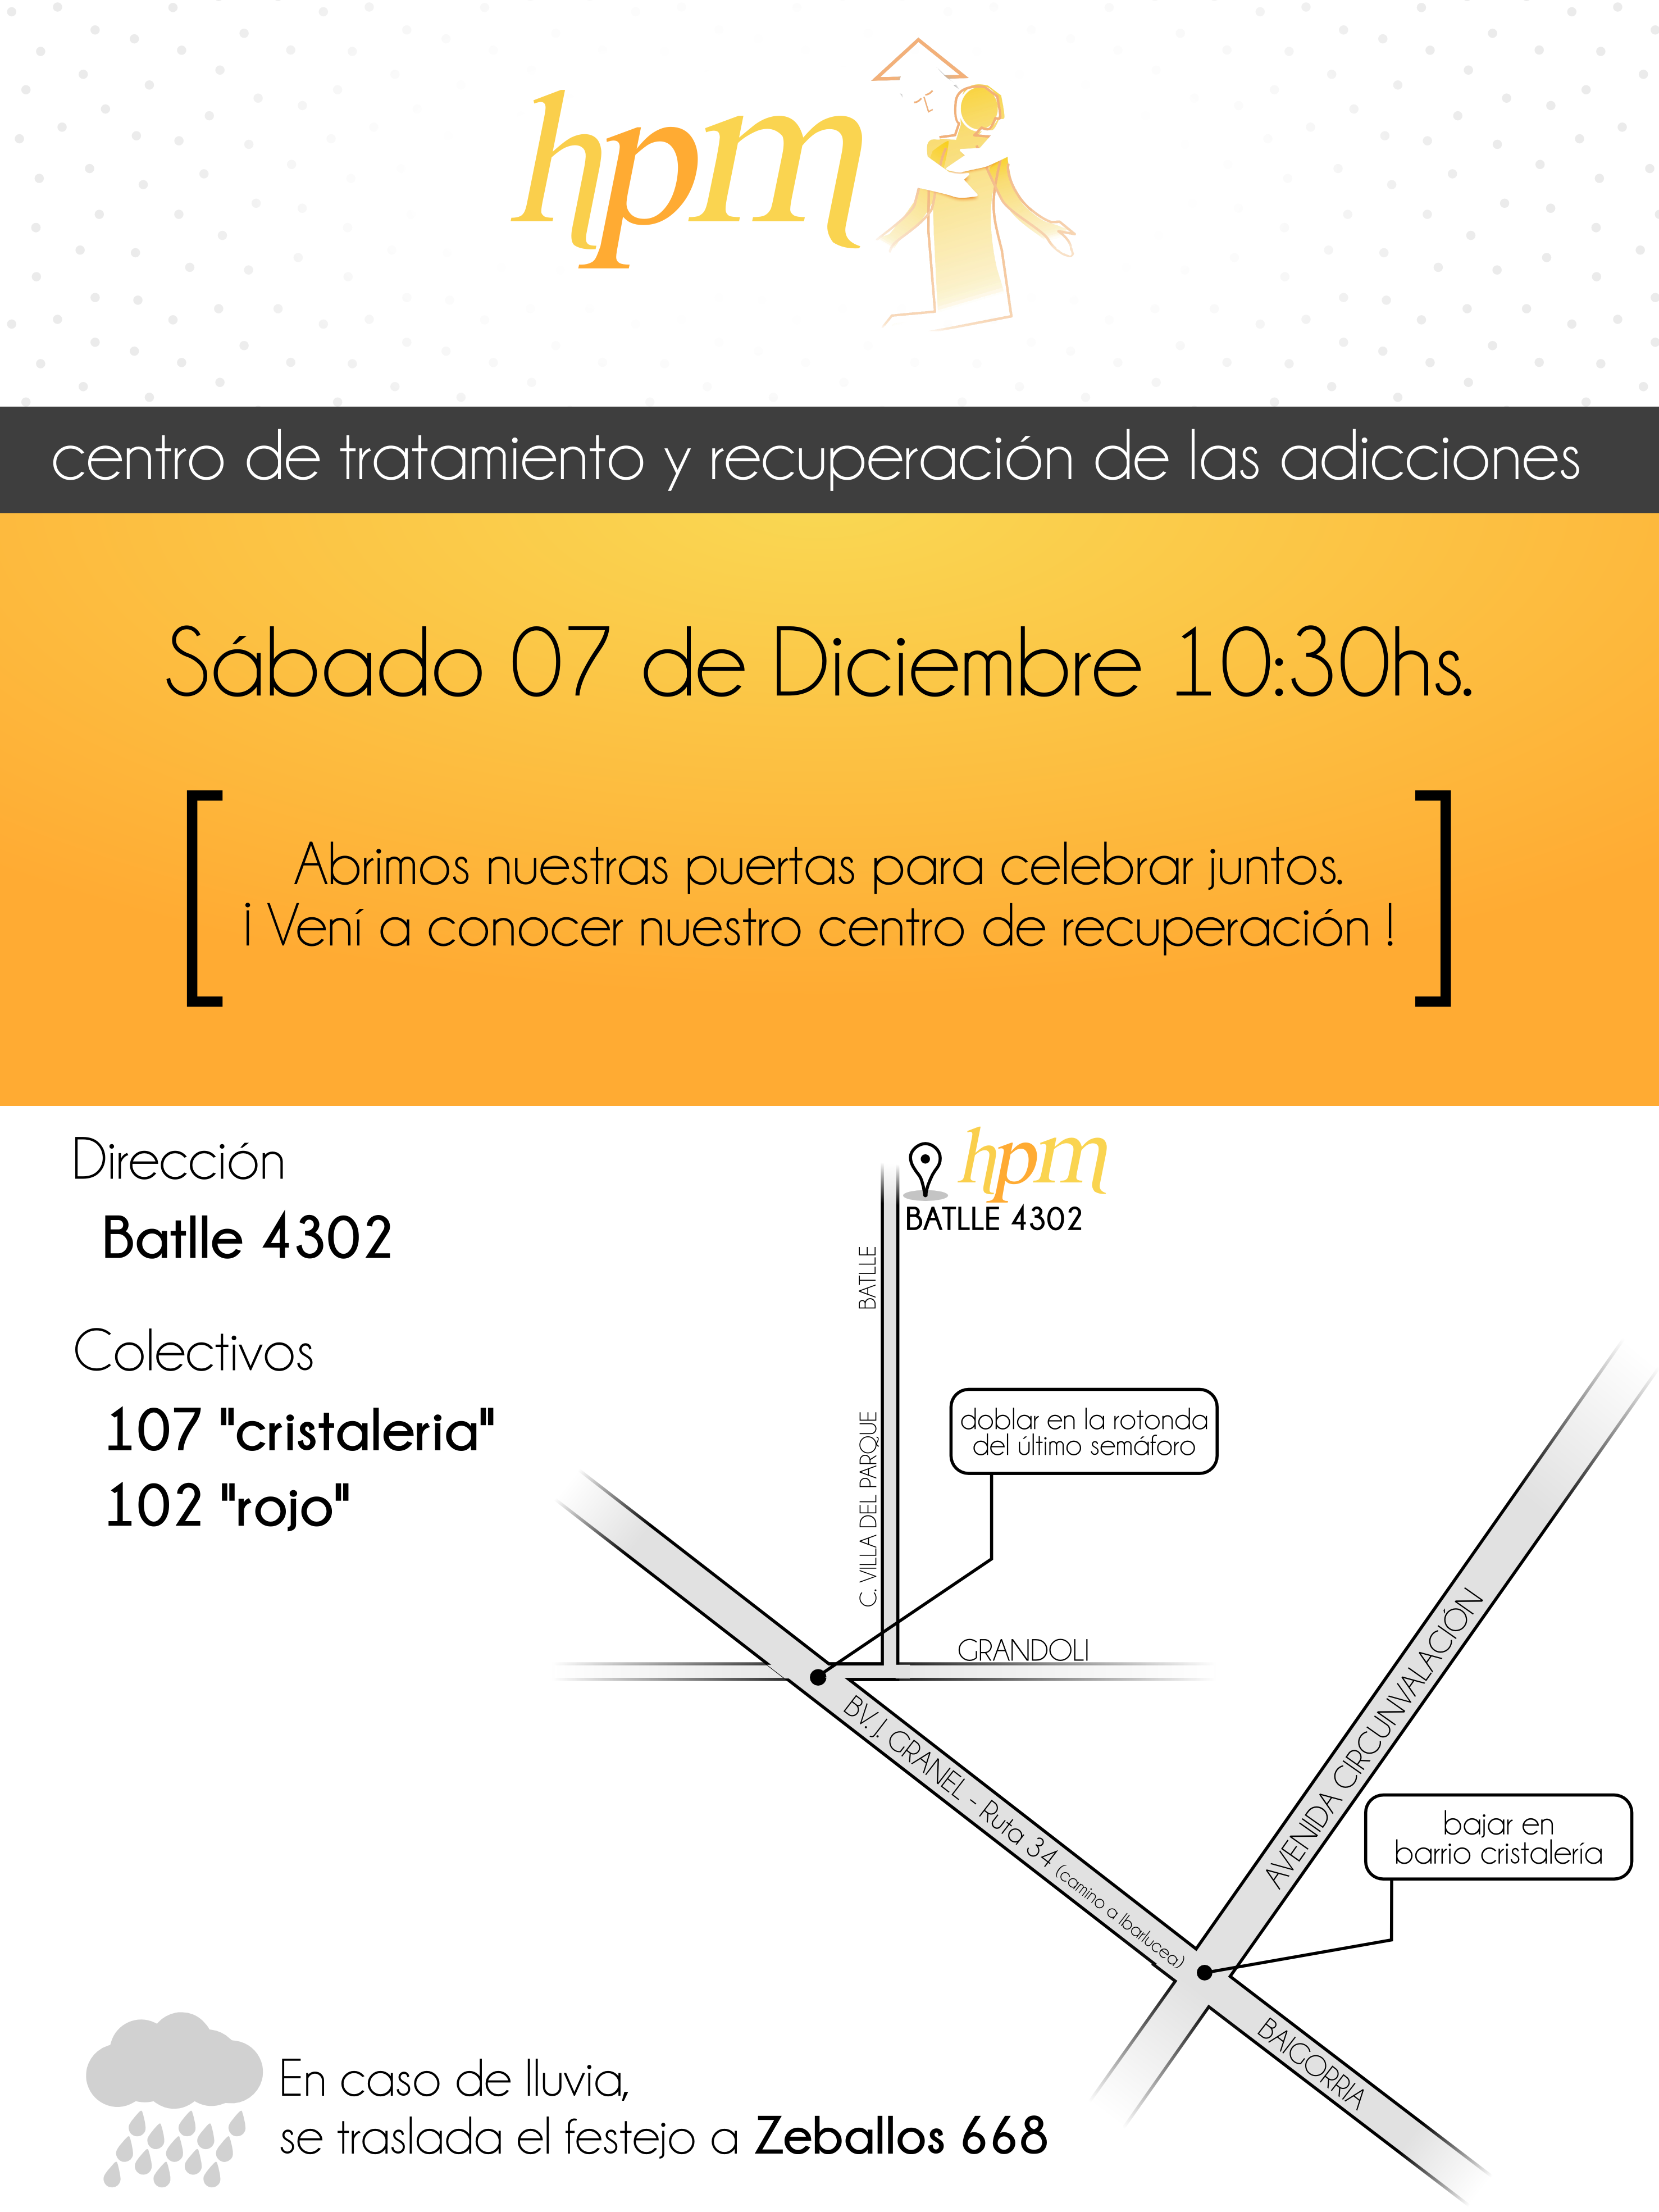 hpm
centro de tratamiento y recuperación de las adicciones
Sábado 07 de Diciembre 10:30hs.
Abrimos nuestras puertas para celebrar juntos.
¡ Vení a conocer nuestro centro de recuperación !
Dirección
Batlle 4302
Colectivos
107 "cristaleria"
102 "rojo"
hpm
BATLLE 4302
BATLLE
C. VILLA DEL PARQUE
doblar en la rotonda
del último semáforo
GRANDOLI
BV. J. GRANEL - Ruta 34 (camino a Ibarlucea)
AVENIDA CIRCUNVALACIÓN
bajar en
barrio cristalería
BAIGORRIA
En caso de lluvia,
se traslada el festejo a Zeballos 668